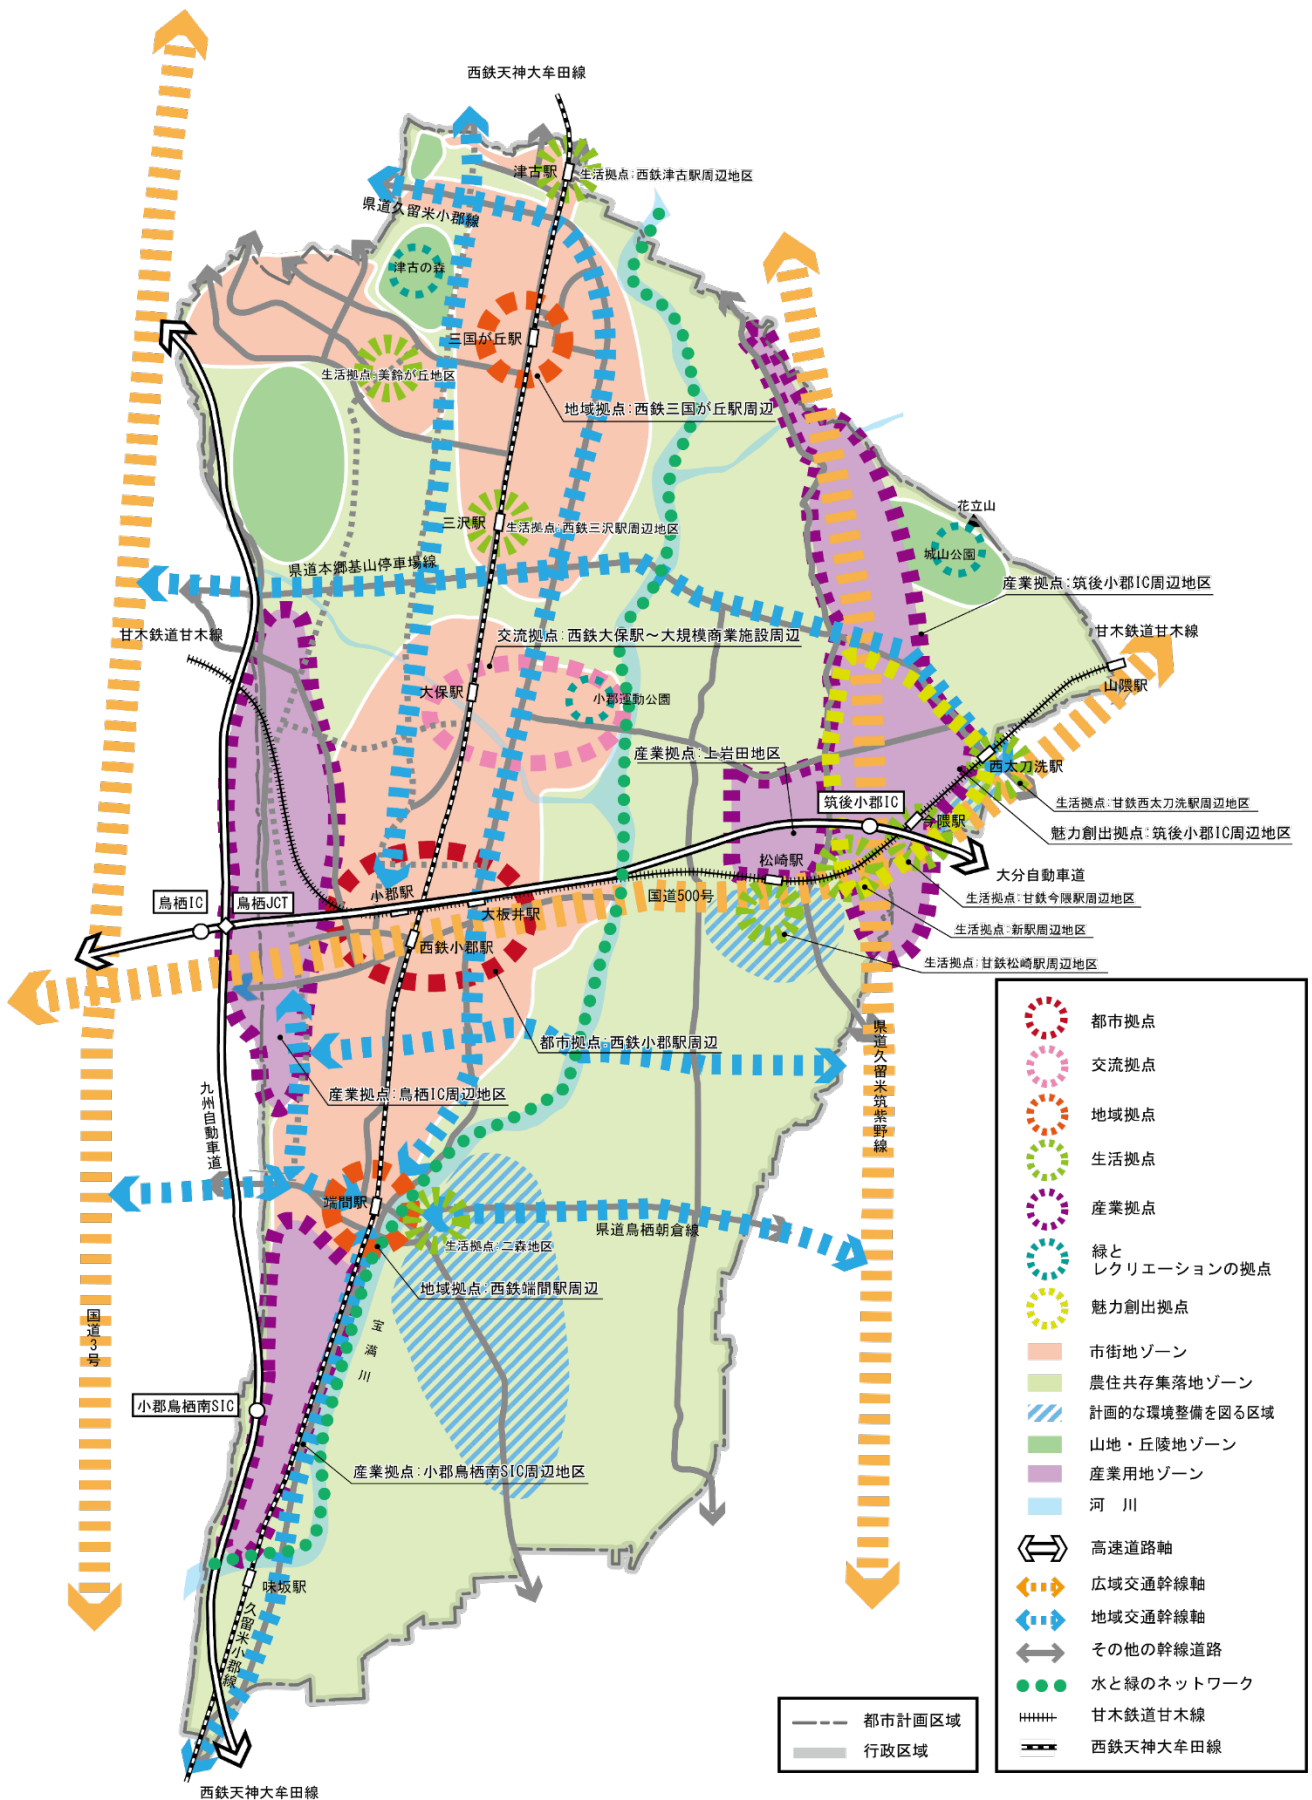 西鉄天神大牟田線
津古駅
生活拠点:西鉄津古駅周辺地区
県道久留米小郡線
津古の森
三国が丘駅
生活拠点:美鈴が丘地区
地域拠点:西鉄三国が丘駅周辺
三沢駅
生活拠点:西鉄三沢駅周辺地区
花立山
城山公園
県道本郷基山停車場線
産業拠点:筑後小郡IC周辺地区
甘木鉄道甘木線
交流拠点:西鉄大保駅～大規模商業施設周辺
甘木鉄道甘木線
山隈駅
大保駅
小郡運動公園
産業拠点:上岩田地区
西太刀洗駅
筑後小郡IC
生活拠点:甘鉄西太刀洗駅周辺地区
今隈駅
魅力創出拠点:筑後小郡IC周辺地区
松崎駅
大分自動車道
小郡駅
国道500号
生活拠点:甘鉄今隈駅周辺地区
鳥栖IC
鳥栖JCT
大板井駅
生活拠点:新駅周辺地区
西鉄小郡駅
生活拠点:甘鉄松崎駅周辺地区
都市拠点:西鉄小郡駅周辺
県道久留米筑紫野線
産業拠点:鳥栖IC周辺地区
九州自動車道
端間駅
県道鳥栖朝倉線
生活拠点:二森地区
地域拠点:西鉄端間駅周辺
国道3号
宝満川
小郡鳥栖南SIC
産業拠点:小郡鳥栖南SIC周辺地区
味坂駅
久留米小郡線
西鉄天神大牟田線
都市拠点
交流拠点
地域拠点
生活拠点
産業拠点
緑と
レクリエーションの拠点
魅力創出拠点
市街地ゾーン
農住共存集落地ゾーン
計画的な環境整備を図る区域
山地・丘陵地ゾーン
産業用地ゾーン
河　川
高速道路軸
広域交通幹線軸
地域交通幹線軸
その他の幹線道路
水と緑のネットワーク
甘木鉄道甘木線
西鉄天神大牟田線
都市計画区域
行政区域